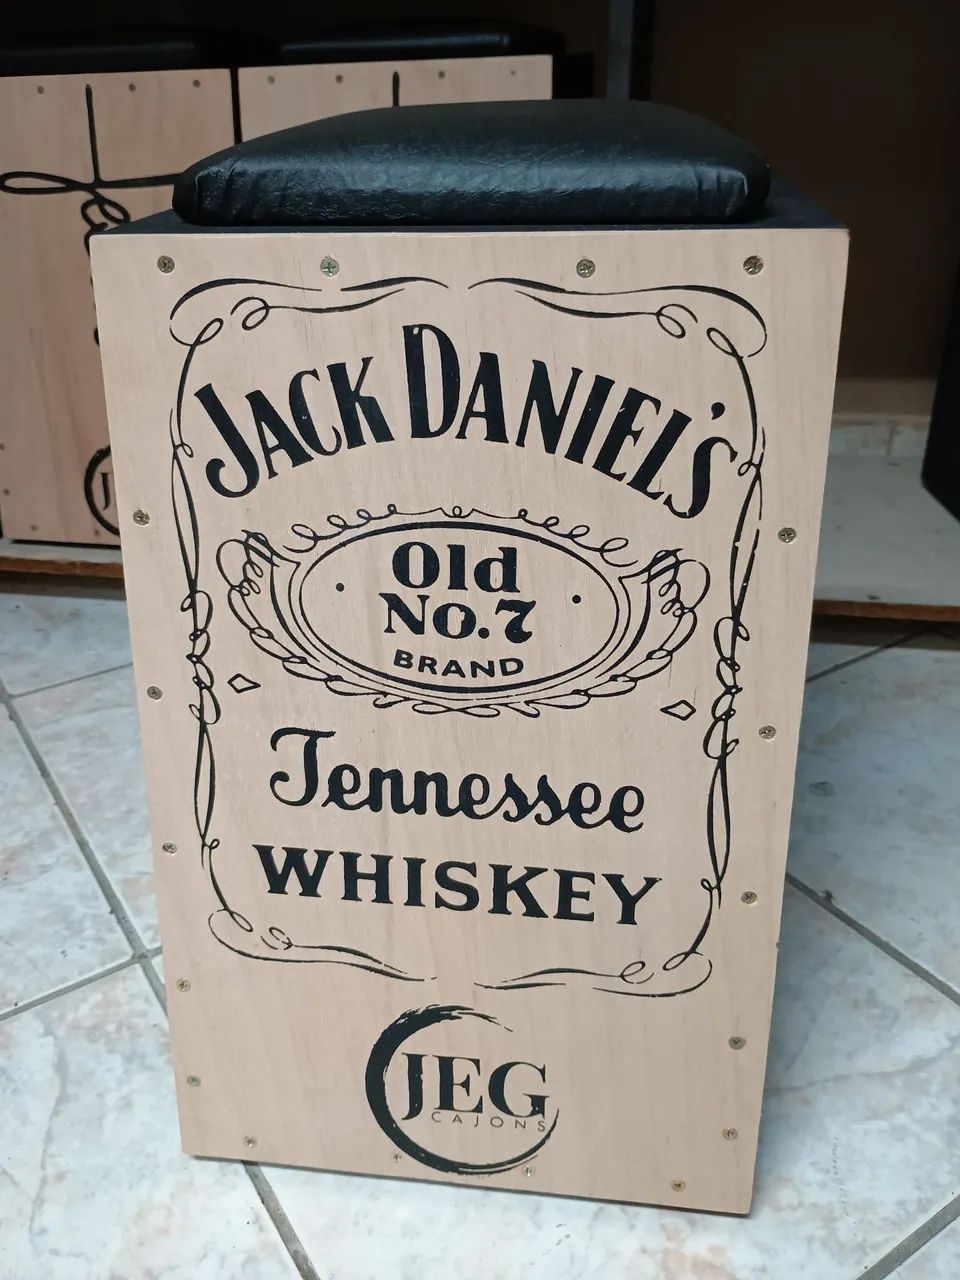 JACK DANIEL'S
Old
No.7
BRAND
Tennessee
WHISKEY
JEG
CAJONS
J